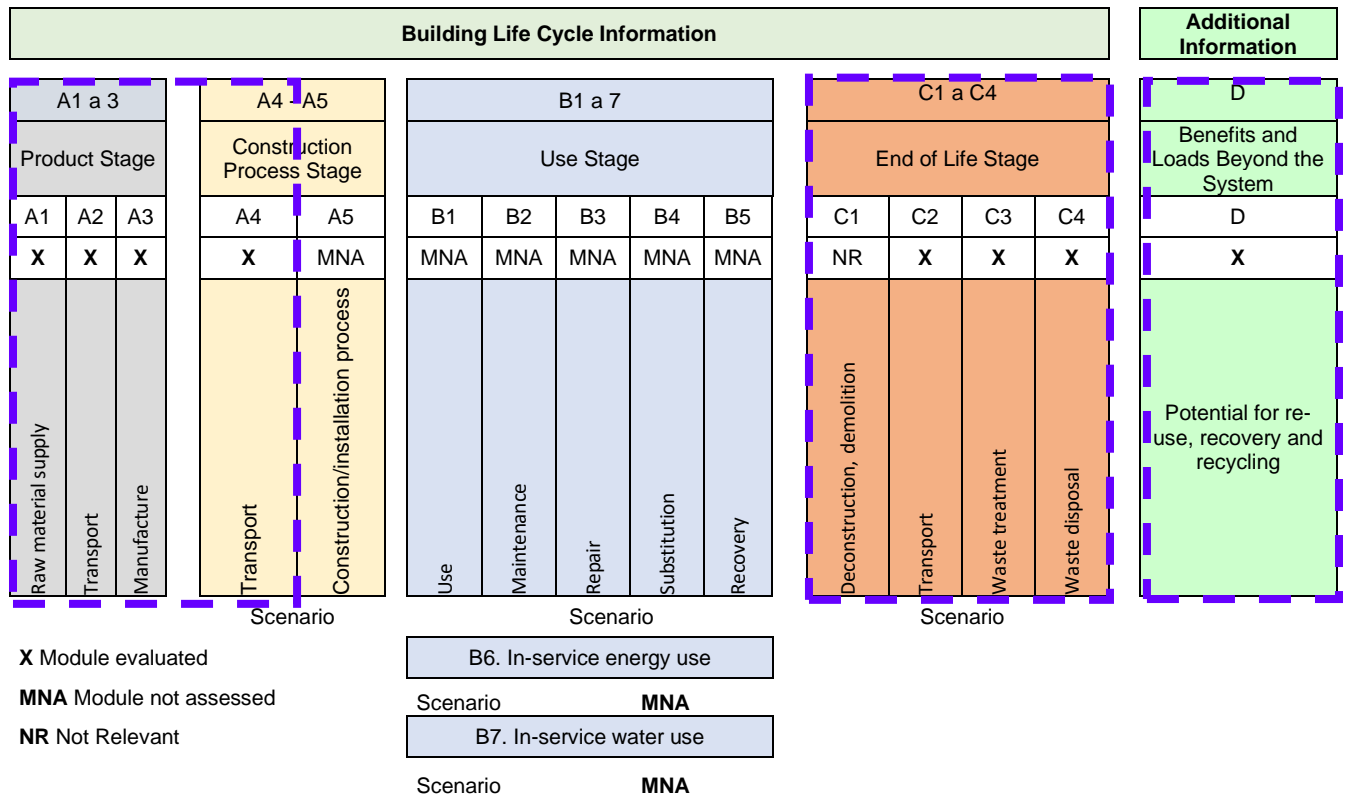 Building Life Cycle Information
Additional
Information
A1 a 3
A4 - A5
B1 a 7
C1 a C4
D
Product Stage
Construction
Process Stage
Use Stage
End of Life Stage
Benefits and
Loads Beyond the
System
A1 A2 A3 A4 A5 B1 B2 B3 B4 B5 C1 C2 C3 C4 D
X X X X MNA MNA MNA MNA MNA MNA NR X X X X
Raw material supply
Transport
Manufacture
Transport
Construction/installation process
Use
Maintenance
Repair
Substitution
Recovery
Deconstruction, demolition
Transport
Waste treatment
Waste disposal
Potential for re-
use, recovery and
recycling
Scenario Scenario Scenario
X Module evaluated
MNA Module not assessed
NR Not Relevant
B6. In-service energy use
Scenario MNA
B7. In-service water use
Scenario MNA